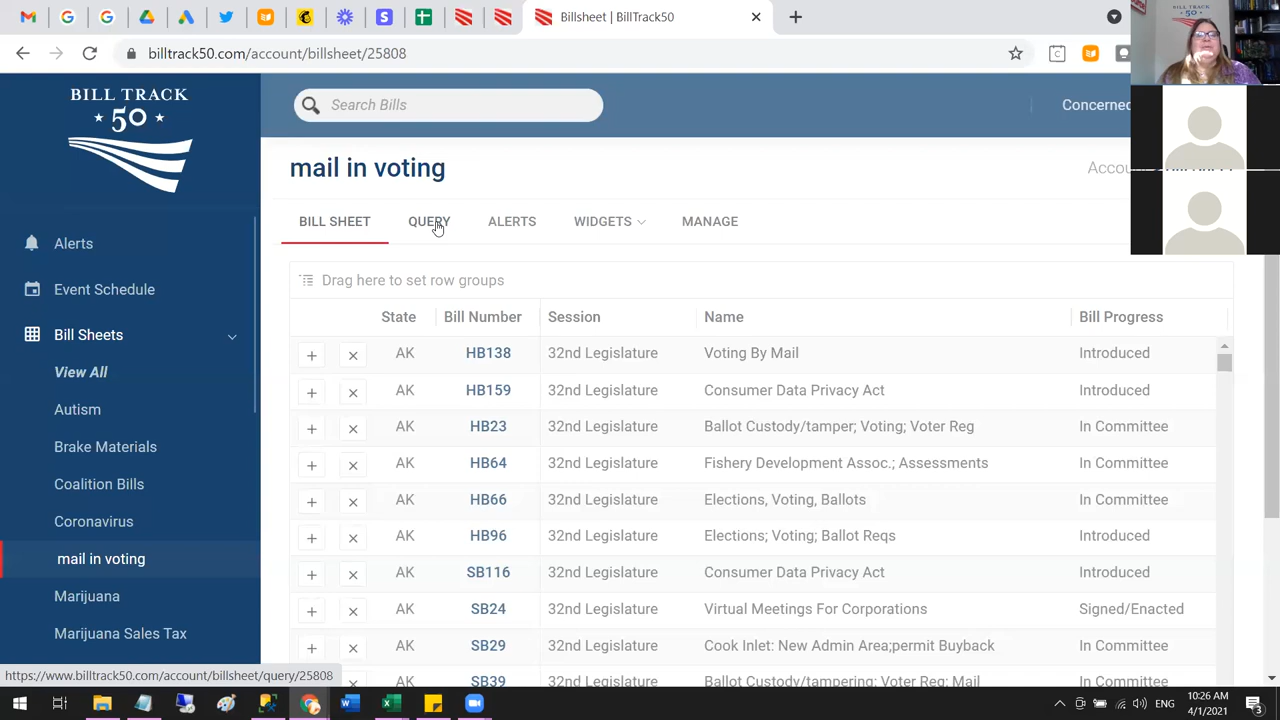 Billsheet | BillTrack50
billtrack50.com/account/billsheet/25808
BILL TRACK
50
Search Bills
Concerned
BILL TRACK
50
mail in voting
BILL SHEET QUERY ALERTS WIDGETS MANAGE
Alerts
Event Schedule
Bill Sheets
View All
Autism
Brake Materials
Coalition Bills
Coronavirus
mail in voting
Marijuana
Marijuana Sales Tax
Drag here to set row groups
State Bill Number Session Name Bill Progress
AK HB138 32nd Legislature Voting By Mail Introduced
AK HB159 32nd Legislature Consumer Data Privacy Act Introduced
AK HB23 32nd Legislature Ballot Custody/tamper; Voting; Voter Reg In Committee
AK HB64 32nd Legislature Fishery Development Assoc.; Assessments In Committee
AK HB66 32nd Legislature Elections, Voting, Ballots In Committee
AK HB96 32nd Legislature Elections; Voting; Ballot Reqs Introduced
AK SB116 32nd Legislature Consumer Data Privacy Act Introduced
AK SB24 32nd Legislature Virtual Meetings For Corporations Signed/Enacted
AK SB29 32nd Legislature Cook Inlet: New Admin Area;permit Buyback In Committee
AK SB39 32nd Legislature Ballot Custody/tampering; Voter Reg; Mail In Committee
https://www.billtrack50.com/account/billsheet/query/25808
ENG
10:26 AM
4/1/2021
3